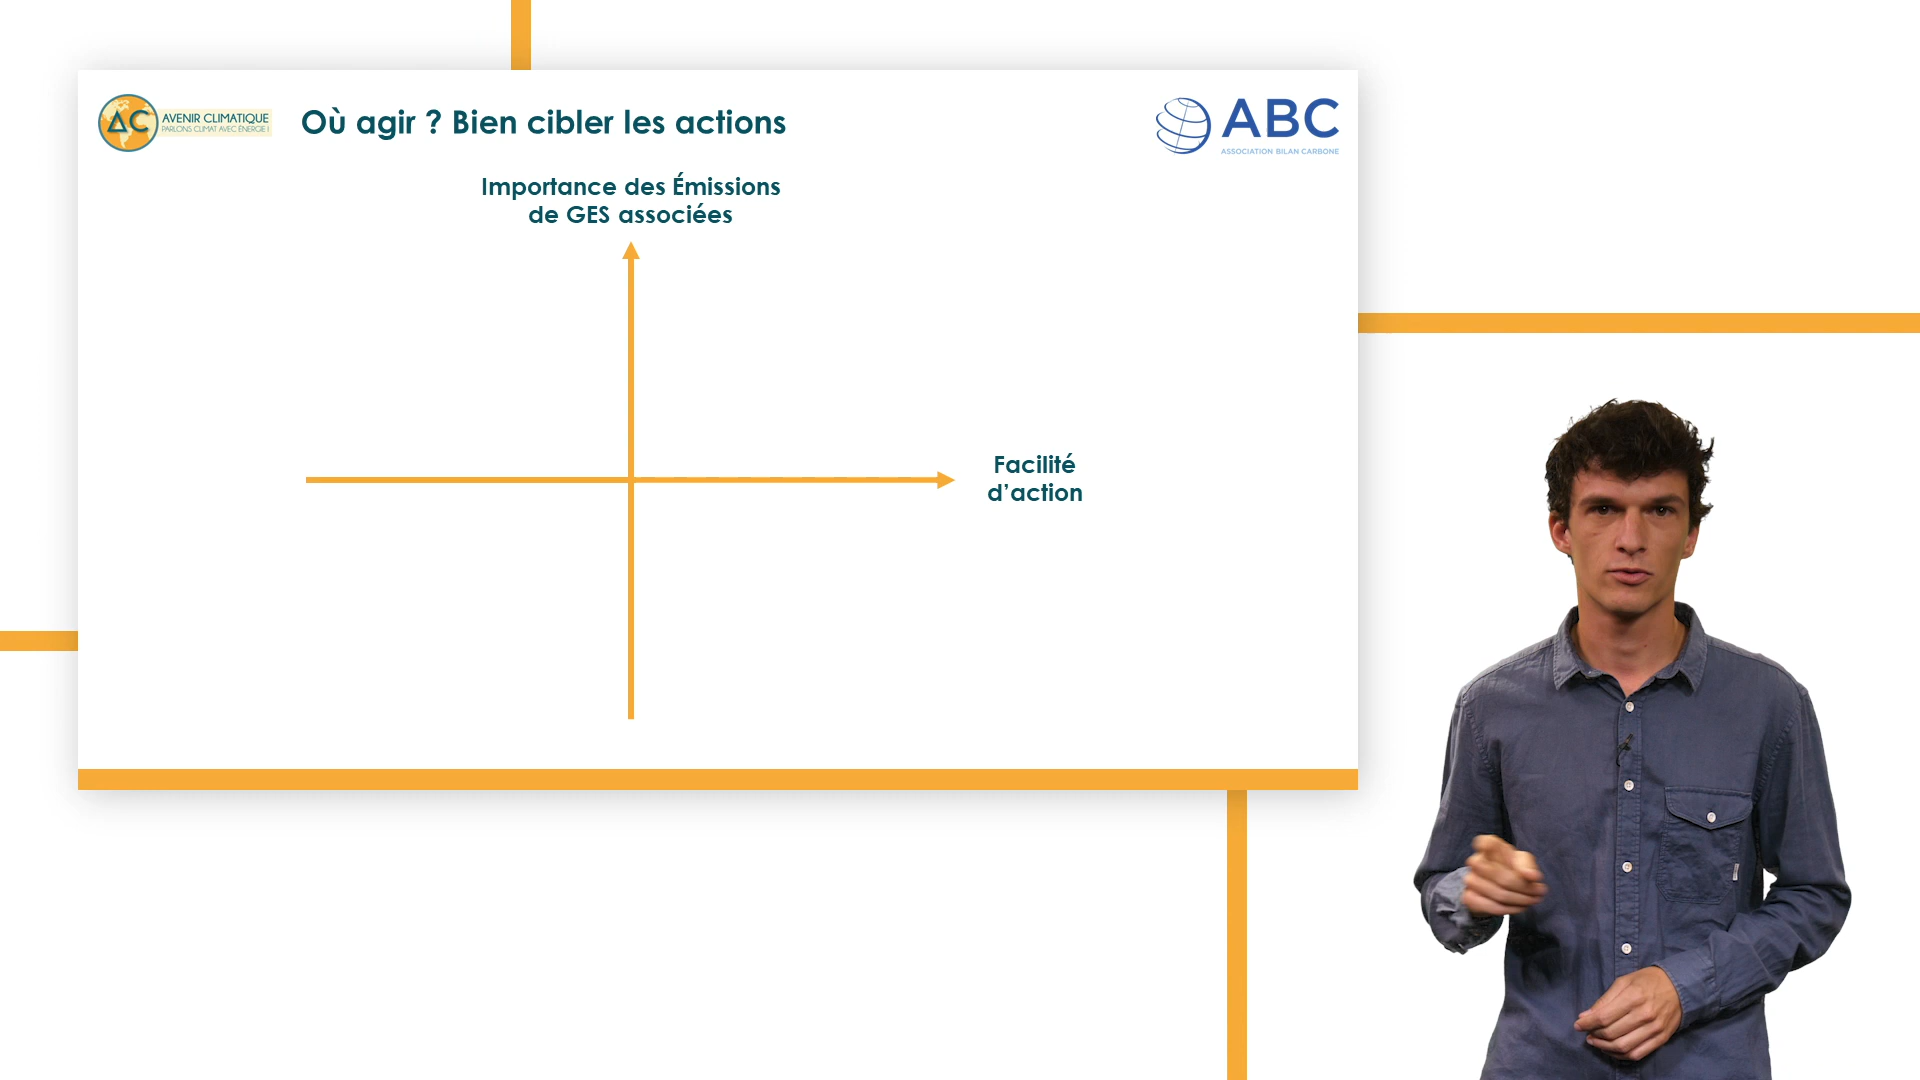 AC
AVENIR CLIMATIQUE
PARLONS CLIMAT AVEC ÉNERGIE !
Où agir ? Bien cibler les actions
ABC
ASSOCIATION BILAN CARBONE
Importance des Émissions
de GES associées
Facilité
d’action